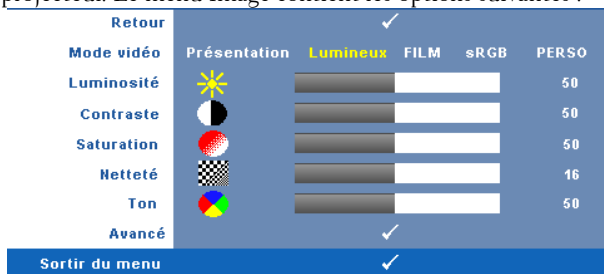 projecteur. Le menu Image contient les options suivantes :
Retour
Mode vidéo Présentation Lumineux FILM sRGB PERSO
Luminosité 50
Contraste 50
Saturation 50
Netteté 16
Ton 50
Avancé
Sortir du menu